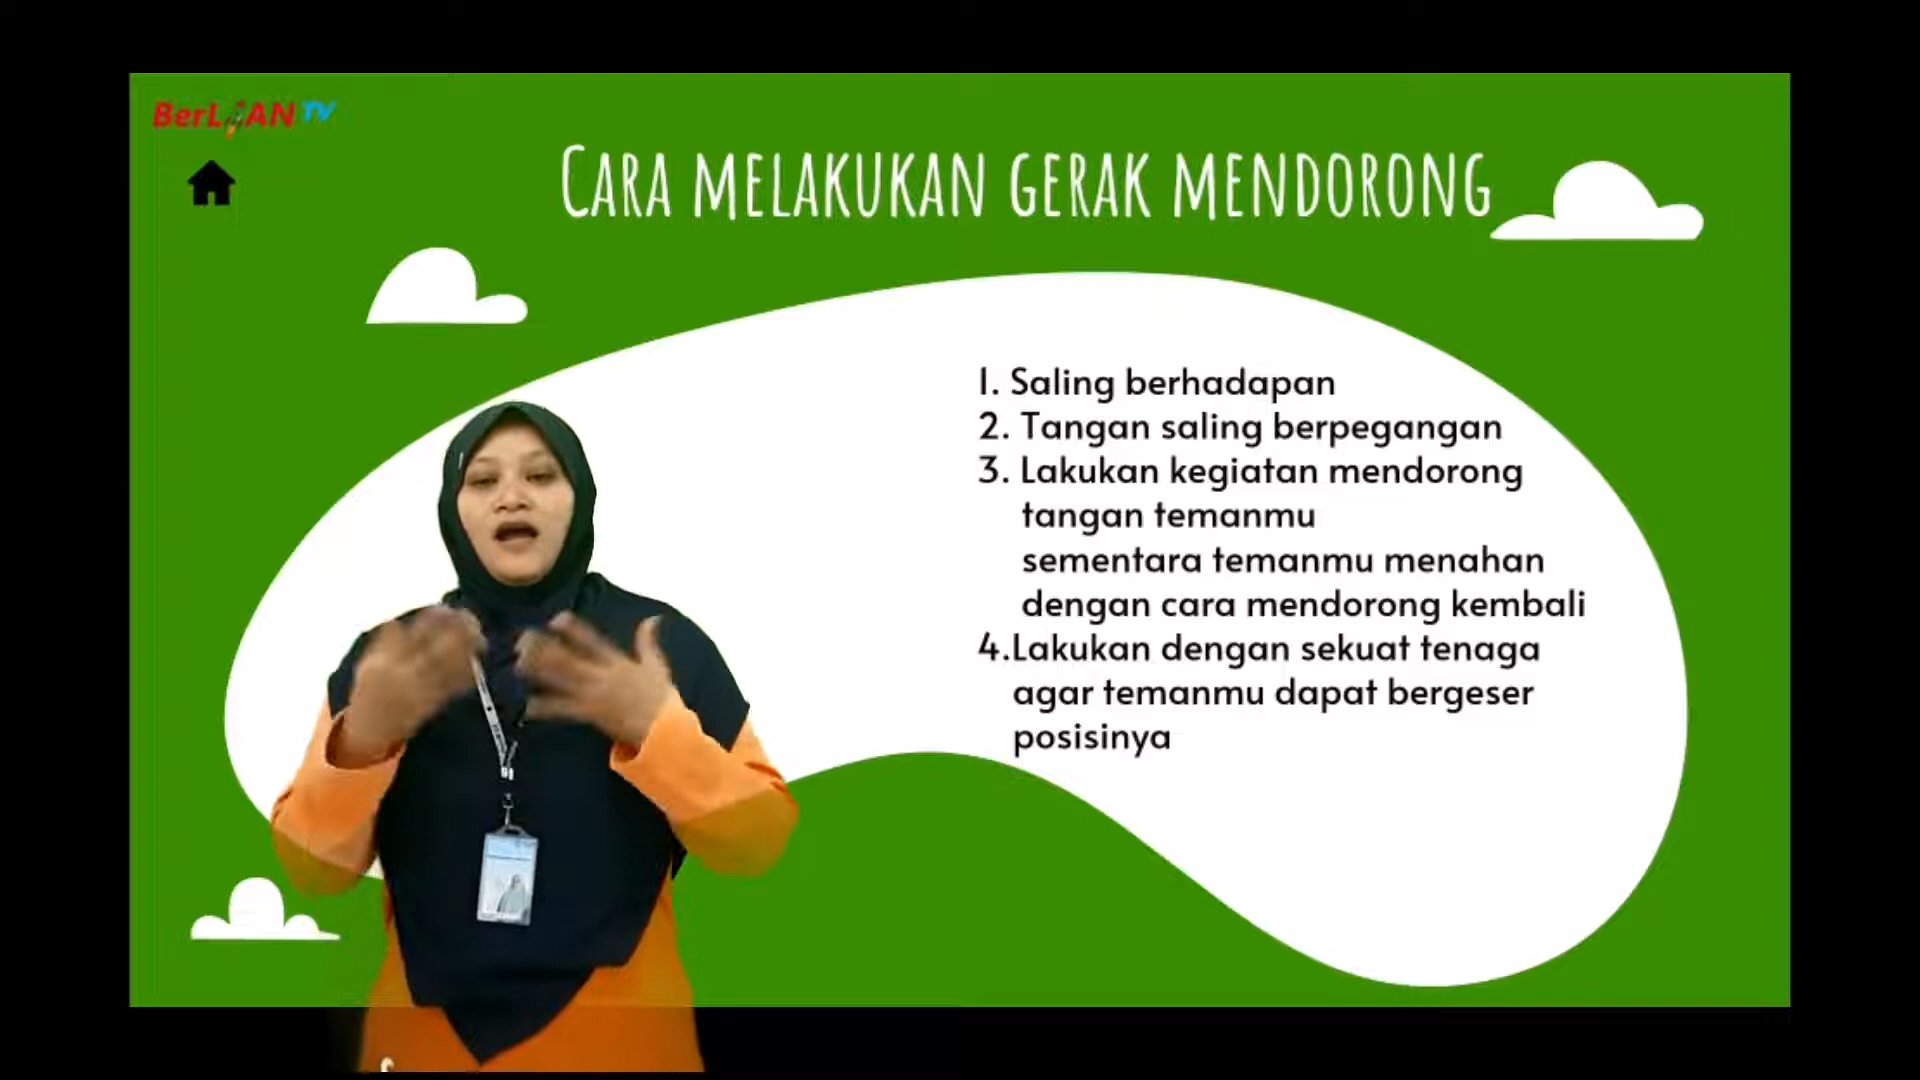 BerLiAN TV
CARA MELAKUKAN GERAK MENDORONG
1. Saling berhadapan
2. Tangan saling berpegangan
3. Lakukan kegiatan mendorong
tangan temanmu
sementara temanmu menahan
dengan cara mendorong kembali
4.Lakukan dengan sekuat tenaga
agar temanmu dapat bergeser
posisinya